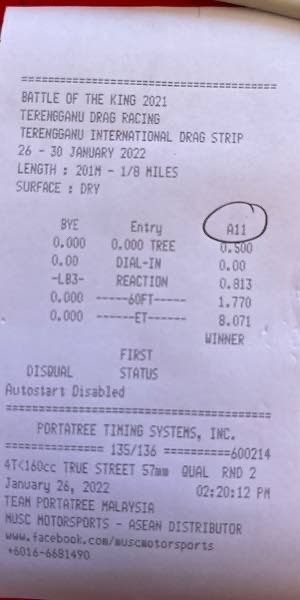 =====================================
BATTLE OF THE KING 2021
TERENGGANU DRAG RACING
TERENGGANU INTERNATIONAL DRAG STRIP
26 - 30 JANUARY 2022
LENGTH : 201M - 1/8 MILES
SURFACE : DRY
BYE Entry A11
0.000 0.000 TREE 0.500
0.00 DIAL-IN 0.00
-LB3- REACTION 0.813
0.000 ------60FT------ 1.770
0.000 ------ET------ 8.071
WINNER
FIRST
DISQUAL STATUS
Autostart Disabled
=====================================
PORTATREE TIMING SYSTEMS, INC.
============== 135/136 ==========600214
4T<160cc TRUE STREET 57mm QUAL RND 2
January 26, 2022 02:20:12 PM
TEAM PORTATREE MALAYSIA
MUSC MOTORSPORTS - ASEAN DISTRIBUTOR
www.facebook.com/muscmotorsports
+6016-6681490